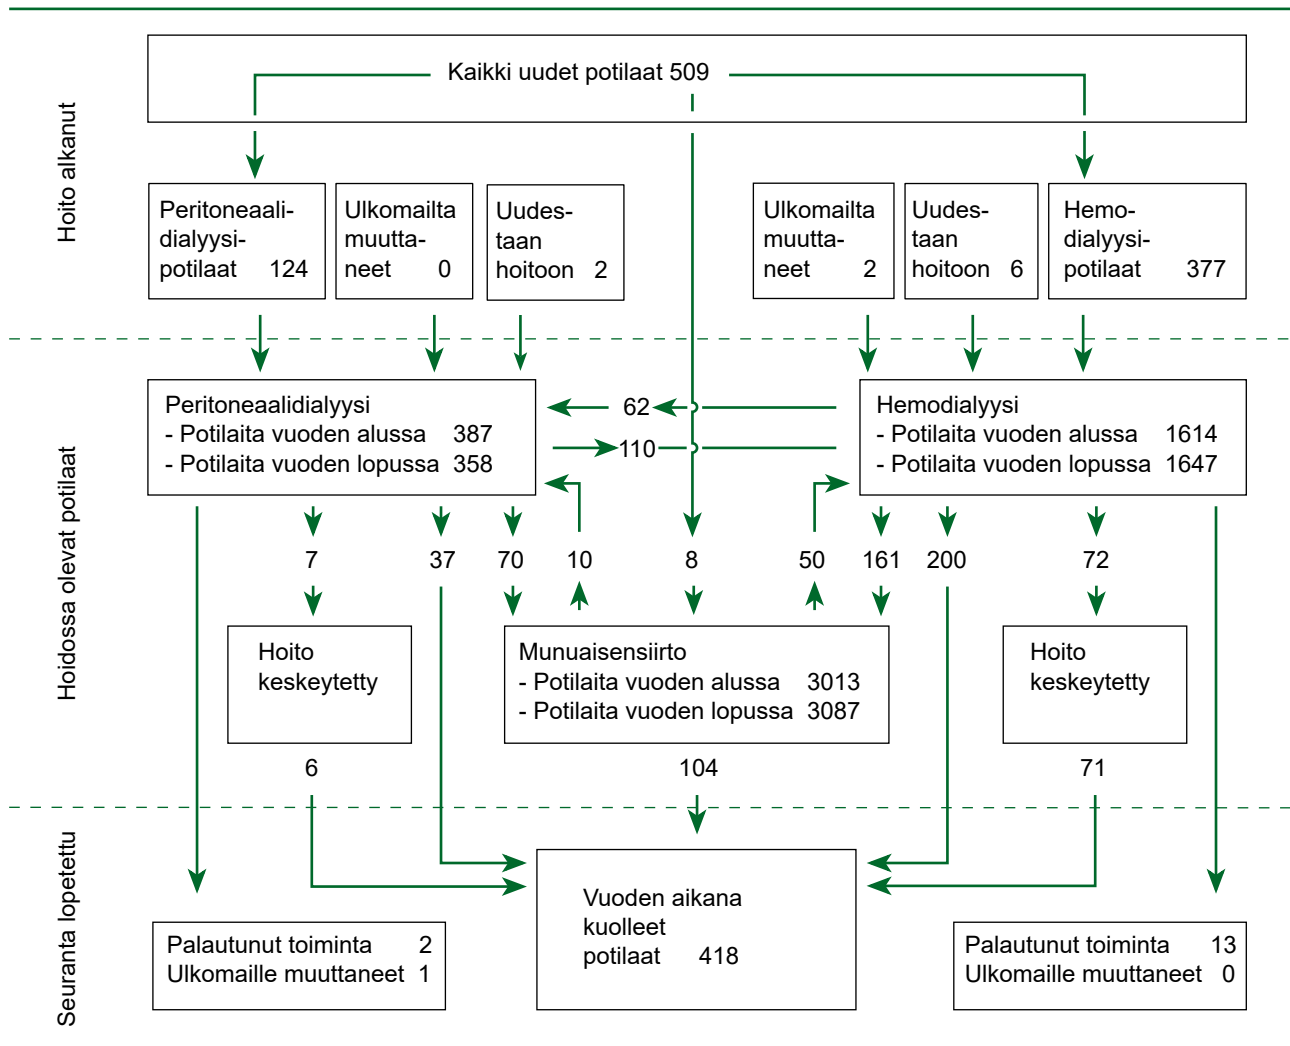 Hoito alkanut
Kaikki uudet potilaat 509
Peritoneaali-
dialyysi-
potilaat 124
Ulkomailta
muutta-
neet 0
Uudes-
taan
hoitoon 2
Ulkomailta
muutta-
neet 2
Uudes-
taan
hoitoon 6
Hemo-
dialyysi-
potilaat 377
Hoidossa olevat potilaat
Peritoneaalidialyysi
- Potilaita vuoden alussa 387
- Potilaita vuoden lopussa 358
62
110
Hemodialyysi
- Potilaita vuoden alussa 1614
- Potilaita vuoden lopussa 1647
7
37
70
10
8
50
161
200
72
Hoito
keskeytetty
Munuaisensiirto
- Potilaita vuoden alussa 3013
- Potilaita vuoden lopussa 3087
Hoito
keskeytetty
6
104
71
Seuranta lopetettu
Palautunut toiminta 2
Ulkomaille muuttaneet 1
Vuoden aikana
kuolleet
potilaat 418
Palautunut toiminta 13
Ulkomaille muuttaneet 0